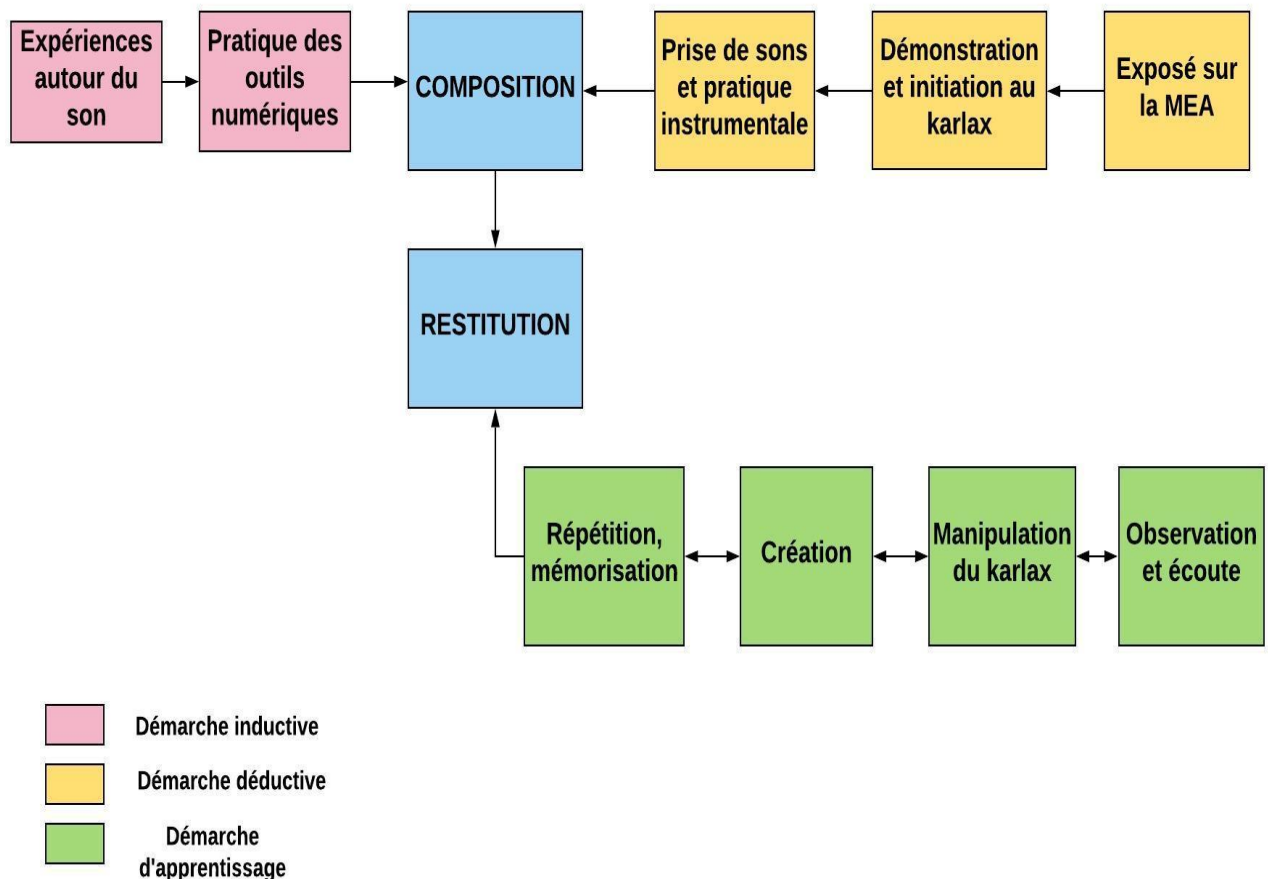 Expériences
autour du
son
Pratique des
outils
numériques
COMPOSITION
Prise de sons
et pratique
instrumentale
Démonstration
et initiation au
karlax
Exposé sur
la MEA
RESTITUTION
Répétition,
mémorisation
Création
Manipulation
du karlax
Observation
et écoute
Démarche inductive
Démarche déductive
Démarche
d'apprentissage